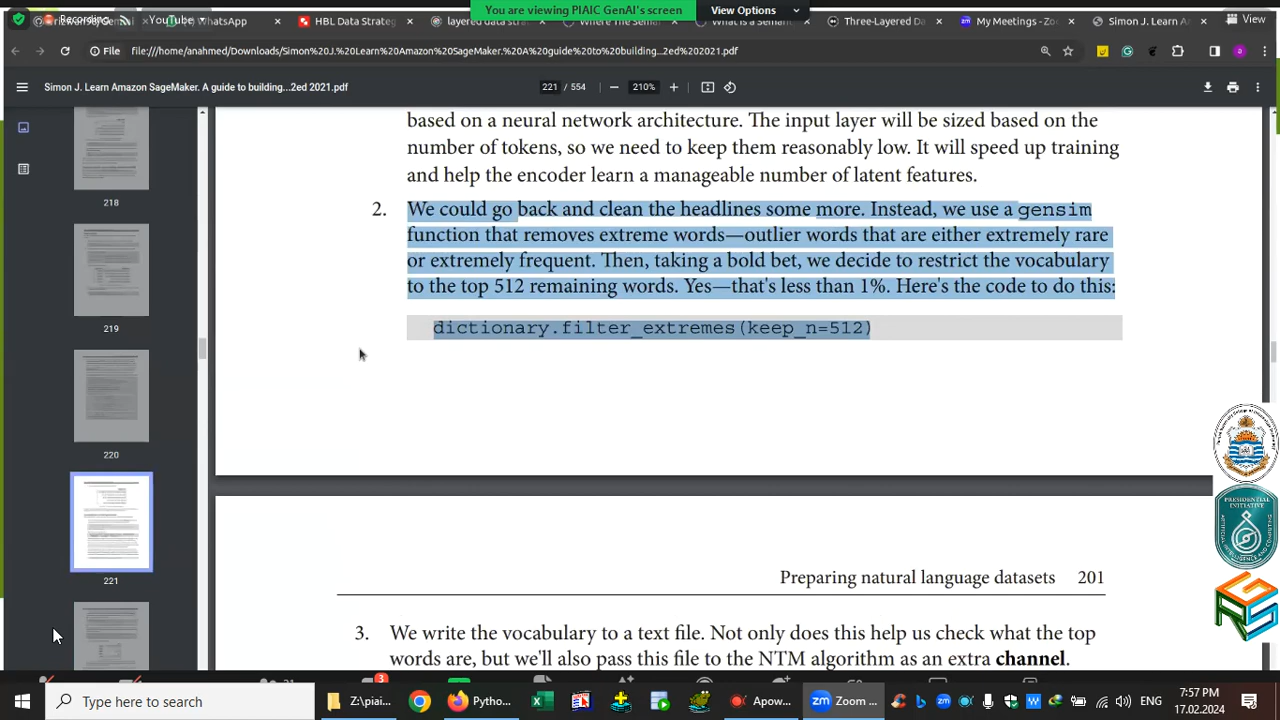 You are viewing PIAIC GenAI's screen
View Options
Recording
YouTube
WhatsApp
HBL Data Strateg
layered data stra
Where The Seman
What is a Semant
Three-Layered Da
My Meetings - Zoo
Simon J. Learn Am
View
File
file:///home/anahmed/Downloads/Simon%20J.%20Learn%20Amazon%20SageMaker.%20A%20guide%20to%20building...2ed%202021.pdf
Simon J. Learn Amazon SageMaker. A guide to building...2ed 2021.pdf
221 / 554
210%
based on a neural network architecture. The input layer will be sized based on the
number of tokens, so we need to keep them reasonably low. It will speed up training
and help the encoder learn a manageable number of latent features.
2. We could go back and clean the headlines some more. Instead, we use a gensim
function that removes extreme words—outlier words that are either extremely rare
or extremely frequent. Then, taking a bold bet, we decide to restrict the vocabulary
to the top 512 remaining words. Yes—that's less than 1%. Here's the code to do this:
dictionary.filter_extremes(keep_n=512)
218
219
220
221
Preparing natural language datasets 201
3. We write the vocabulary to a text file. Not only does this help us check what the top
words are, but we'll also pass this file to the NTM algorithm as an extra channel.
PRESIDENTIAL
INITIATIVE
Type here to search
3
Z:\piai...
Pytho...
Apow...
Zoom ...
ENG
7:57 PM
17.02.2024